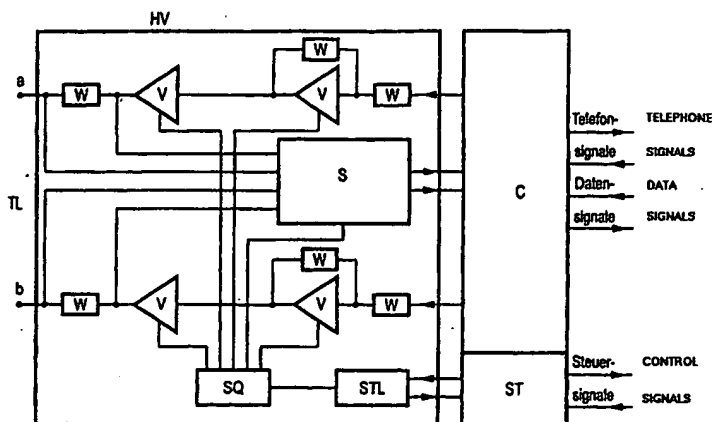 HV
W
a
W
V
V
W
Telefon-
TELEPHONE
signale
SIGNALS
S
C
Daten-
DATA
TL
signale
SIGNALS
W
b
W
V
V
W
Steuer-
CONTROL
SQ
STL
ST
signale
SIGNALS